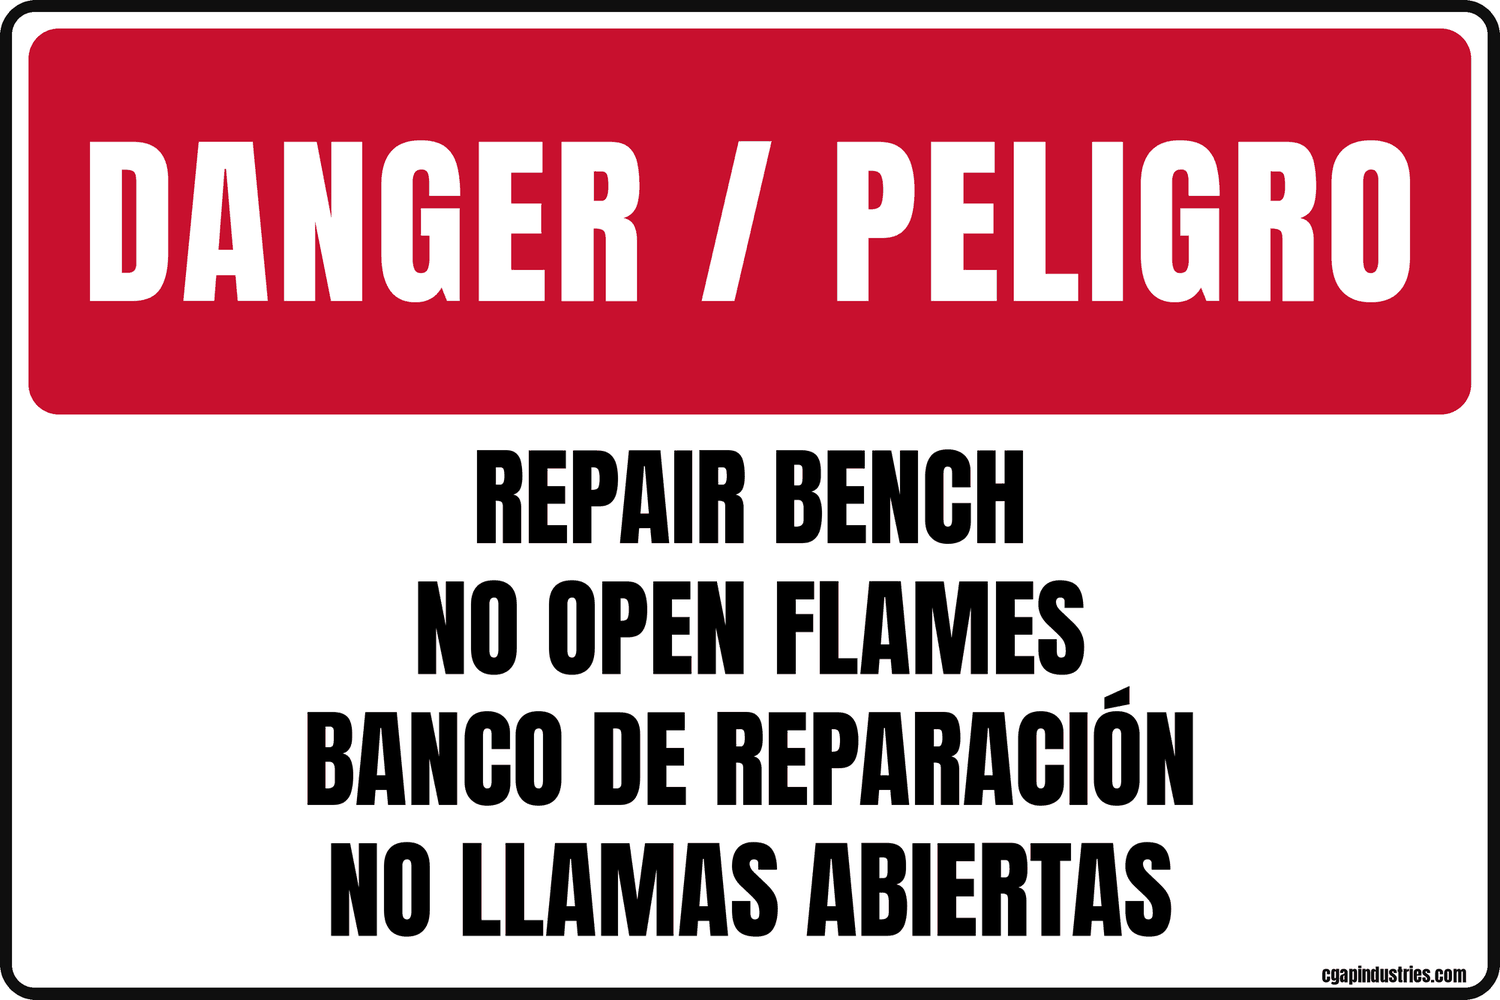 DANGER / PELIGRO
REPAIR BENCH
NO OPEN FLAMES
BANCO DE REPARACIÓN
NO LLAMAS ABIERTAS
cgapindustries.com